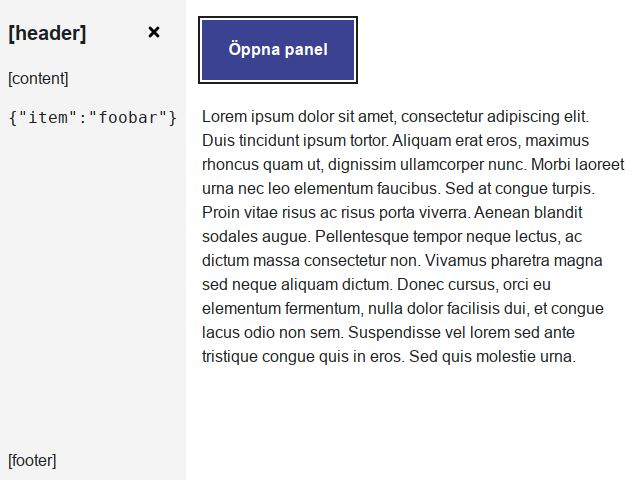 [header]
[content]
{"item":"foobar"}
[footer]
Öppna panel
Lorem ipsum dolor sit amet, consectetur adipiscing elit.
Duis tincidunt ipsum tortor. Aliquam erat eros, maximus
rhoncus quam ut, dignissim ullamcorper nunc. Morbi laoreet
urna nec leo elementum faucibus. Sed at congue turpis.
Proin vitae risus ac risus porta viverra. Aenean blandit
sodales augue. Pellentesque tempor neque lectus, ac
dictum massa consectetur non. Vivamus pharetra magna
sed neque aliquam dictum. Donec cursus, orci eu
elementum fermentum, nulla dolor facilisis dui, et congue
lacus odio non sem. Suspendisse vel lorem sed ante
tristique congue quis in eros. Sed quis molestie urna.